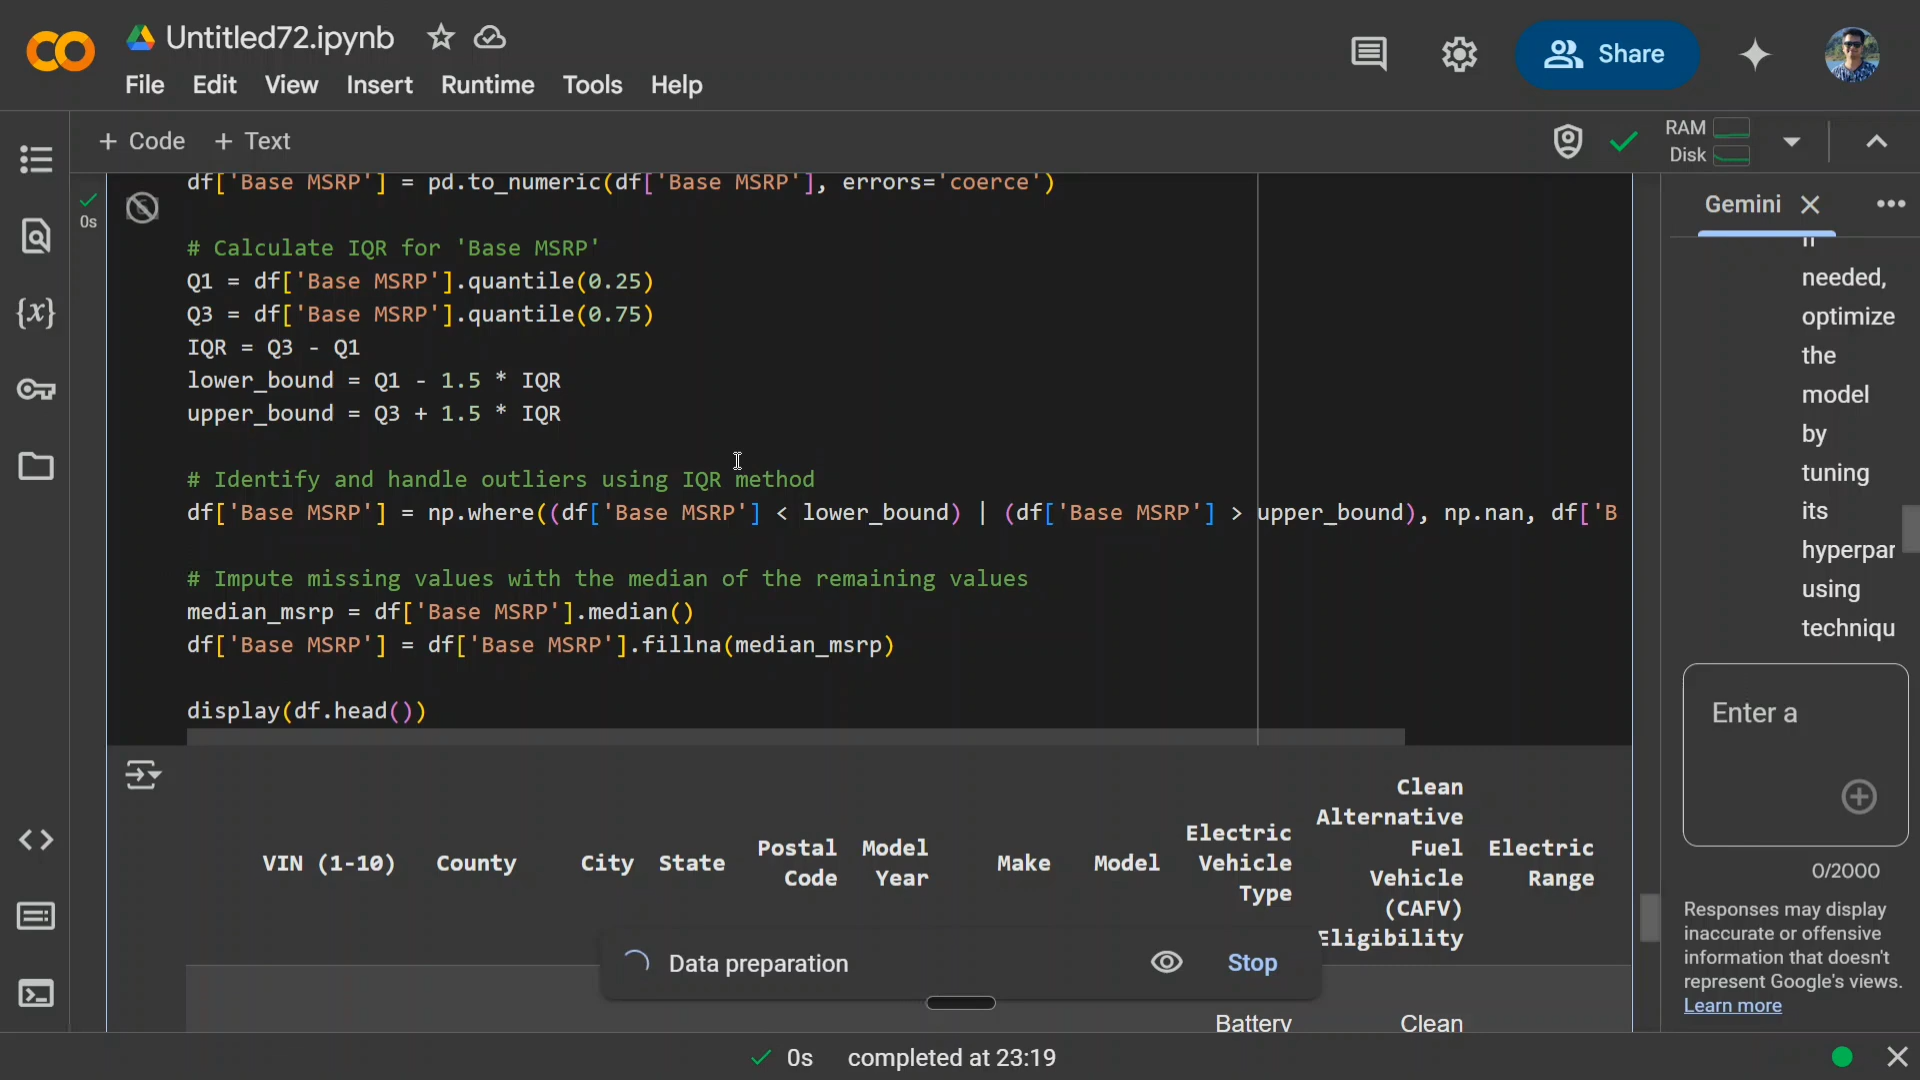 Untitled72.ipynb
File Edit View Insert Runtime Tools Help
Share
+ Code + Text
RAM
Disk
0s
df['Base MSRP'] = pd.to_numeric(df['Base MSRP'], errors='coerce')
# Calculate IQR for 'Base MSRP'
Q1 = df['Base MSRP'].quantile(0.25)
Q3 = df['Base MSRP'].quantile(0.75)
IQR = Q3 - Q1
lower_bound = Q1 - 1.5 * IQR
upper_bound = Q3 + 1.5 * IQR
# Identify and handle outliers using IQR method
df['Base MSRP'] = np.where((df['Base MSRP'] < lower_bound) | (df['Base MSRP'] > upper_bound), np.nan, df['B
# Impute missing values with the median of the remaining values
median_msrp = df['Base MSRP'].median()
df['Base MSRP'] = df['Base MSRP'].fillna(median_msrp)
display(df.head())
VIN (1-10)
County
City
State
Postal
Code
Model
Year
Make
Model
Electric
Vehicle
Type
Clean
Alternative
Fuel
Vehicle
(CAFV)
Eligibility
Electric
Range
Battery
Clean
Data preparation
Stop
Gemini
needed,
optimize
the
model
by
tuning
its
hyperpar
using
techniqu
Enter a
0/2000
Responses may display
inaccurate or offensive
information that doesn't
represent Google's views.
Learn more
0s completed at 23:19